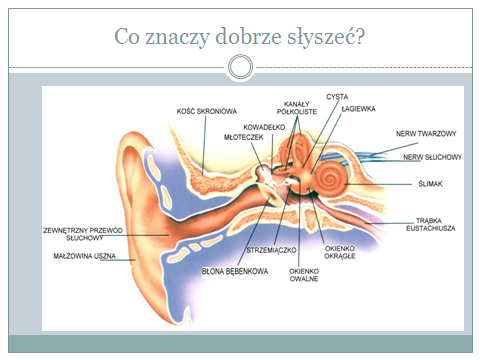 Co znaczy dobrze słyszeć?
CYSTA
KANAŁY
PÓŁKOLISTE
ŁAGIEWKA
KOŚĆ SKRONIOWA
KOWADEŁKO
MŁOTECZEK
NERW TWARZOWY
NERW SŁUCHOWY
ŚLIMAK
TRĄBKA
EUSTACHIUSZA
ZEWNĘTRZNY PRZEWÓD
SŁUCHOWY
MAŁŻOWINA USZNA
STRZEMIĄCZKO
OKIENKO
OKRĄGŁE
BŁONA BĘBENKOWA
OKIENKO
OWALNE